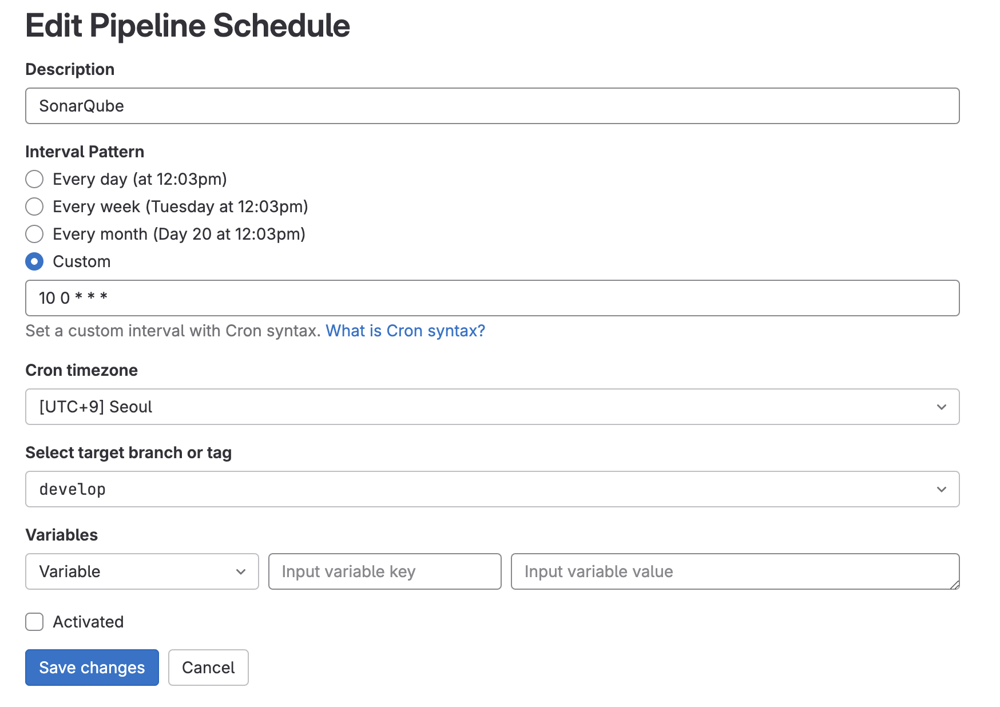 Edit Pipeline Schedule
Description
SonarQube
Interval Pattern
Every day (at 12:03pm)
Every week (Tuesday at 12:03pm)
Every month (Day 20 at 12:03pm)
Custom
10 0 * * *
Set a custom interval with Cron syntax. What is Cron syntax?
Cron timezone
[UTC+9] Seoul
Select target branch or tag
develop
Variables
Variable Input variable key Input variable value
Activated
Save changes Cancel